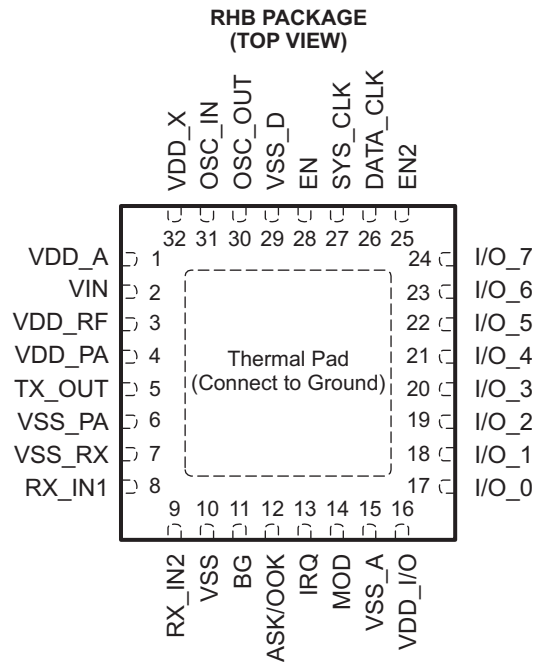 RHB PACKAGE
(TOP VIEW)
VDD_X
OSC_IN
OSC_OUT
VSS_D
EN
SYS_CLK
DATA_CLK
EN2
32 31 30 29 28 27 26 25
VDD_A 1
VIN 2
VDD_RF 3
VDD_PA 4
TX_OUT 5
VSS_PA 6
VSS_RX 7
RX_IN1 8
Thermal Pad
(Connect to Ground)
24 I/O_7
23 I/O_6
22 I/O_5
21 I/O_4
20 I/O_3
19 I/O_2
18 I/O_1
17 I/O_0
9 10 11 12 13 14 15 16
RX_IN2
VSS
BG
ASK/OOK
IRQ
MOD
VSS_A
VDD_I/O